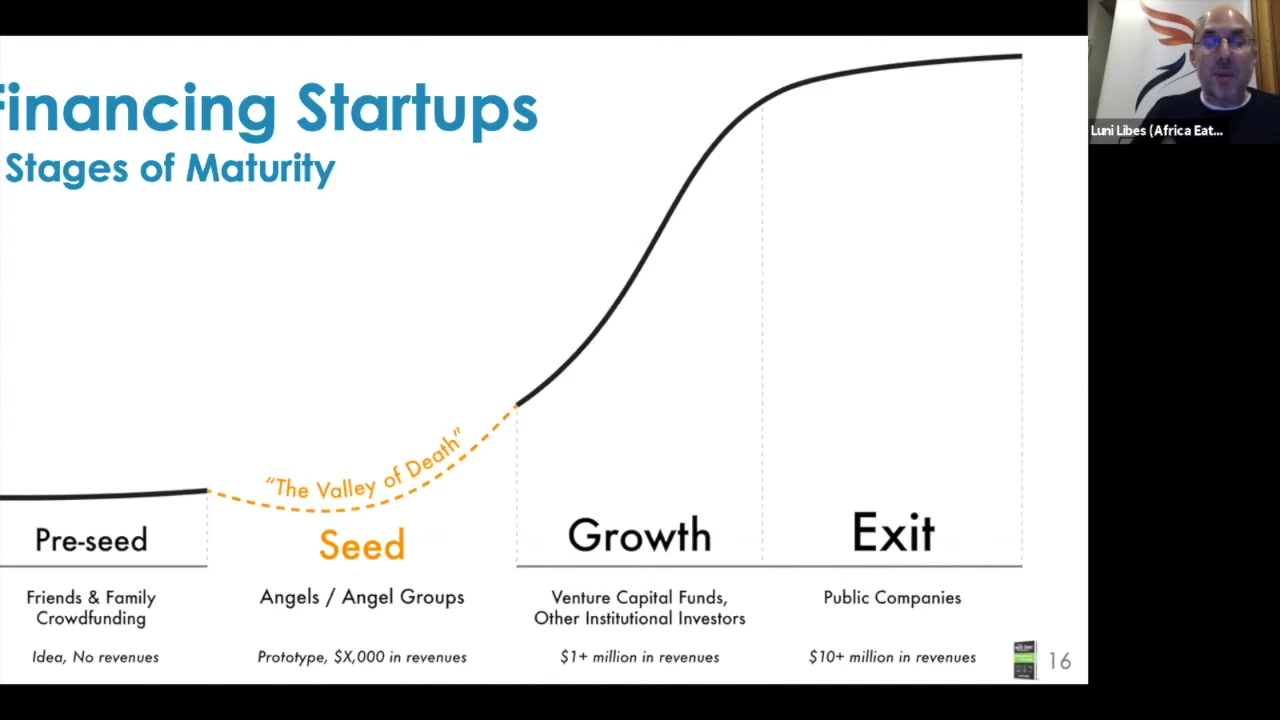 Financing Startups
Stages of Maturity
Luni Libes (Africa Eat...
“The Valley of Death”
Pre-seed
Seed
Growth
Exit
Friends & Family
Crowdfunding
Angels / Angel Groups
Venture Capital Funds,
Other Institutional Investors
Public Companies
Idea, No revenues
Prototype, $X,000 in revenues
$1+ million in revenues
$10+ million in revenues
16